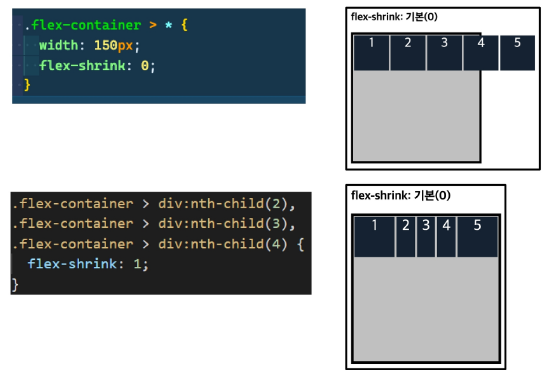 .flex-container > * {
width: 150px;
flex-shrink: 0;
}
flex-shrink: 기본(0)
1 2 3 4 5
.flex-container > div:nth-child(2),
.flex-container > div:nth-child(3),
.flex-container > div:nth-child(4) {
flex-shrink: 1;
}
flex-shrink: 기본(0)
1 2 3 4 5